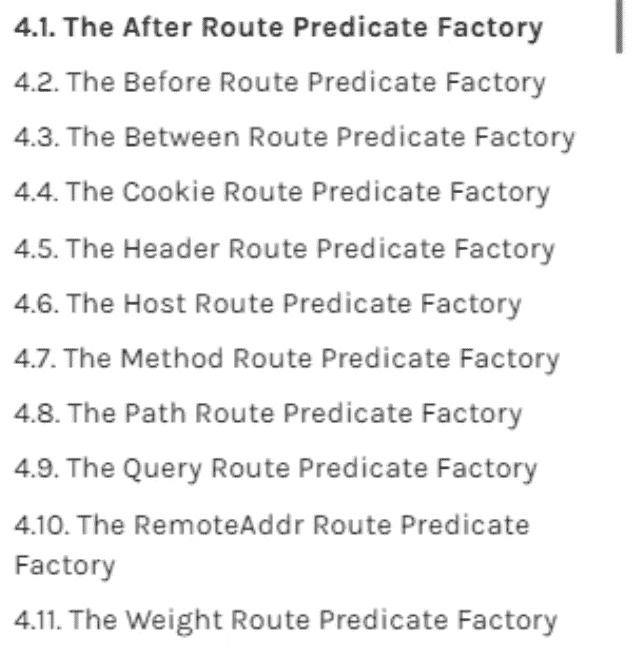 4.1. The After Route Predicate Factory
4.2. The Before Route Predicate Factory
4.3. The Between Route Predicate Factory
4.4. The Cookie Route Predicate Factory
4.5. The Header Route Predicate Factory
4.6. The Host Route Predicate Factory
4.7. The Method Route Predicate Factory
4.8. The Path Route Predicate Factory
4.9. The Query Route Predicate Factory
4.10. The RemoteAddr Route Predicate
Factory
4.11. The Weight Route Predicate Factory